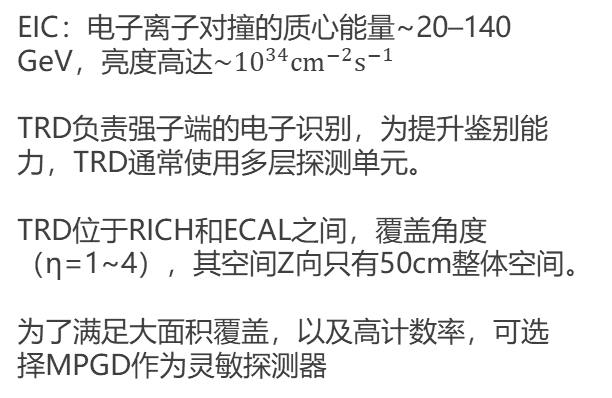 EIC：电子离子对撞的质心能量~20–140
GeV，亮度高达~10³⁴cm⁻²s⁻¹
TRD负责强子端的电子识别，为提升鉴别能
力，TRD通常使用多层探测单元。
TRD位于RICH和ECAL之间，覆盖角度
（η=1~4），其空间Z向只有50cm整体空间。
为了满足大面积覆盖，以及高计数率，可选
择MPGD作为灵敏探测器